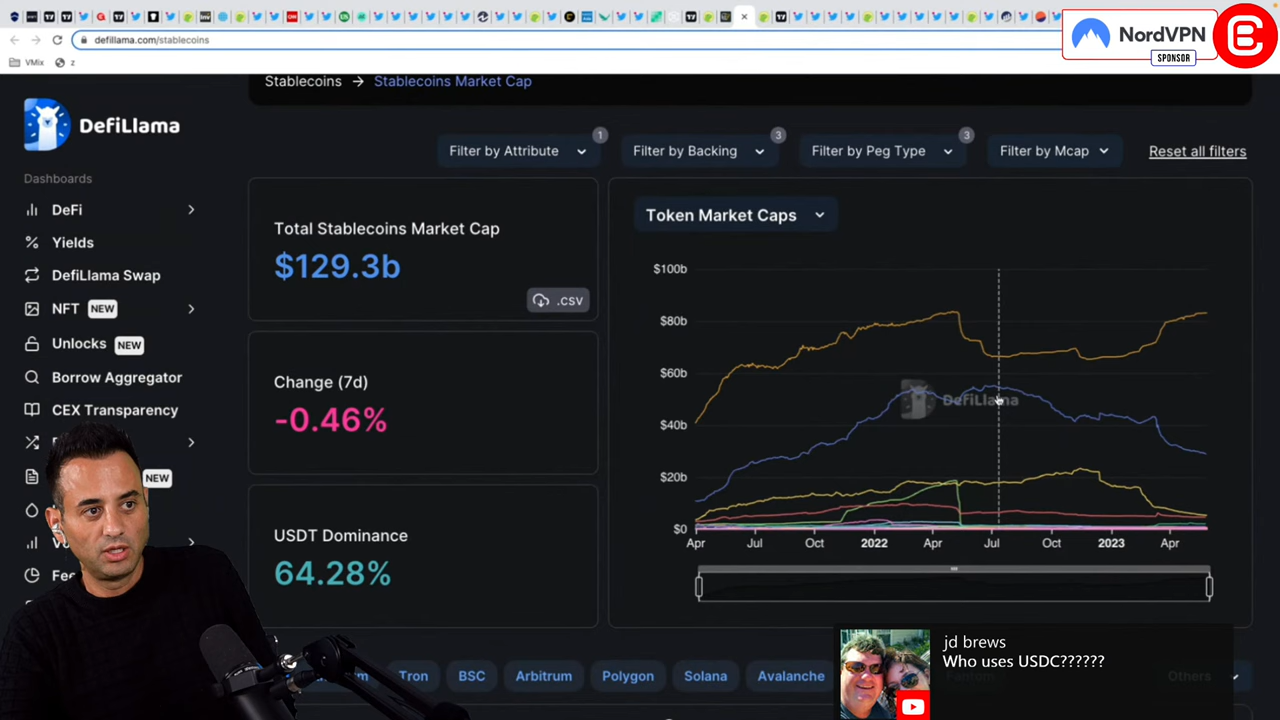 defillama.com/stablecoins
VMix
z
NordVPN
SPONSOR
Stablecoins → Stablecoins Market Cap
DefiLlama
Filter by Attribute
1
Filter by Backing
3
Filter by Peg Type
3
Filter by Mcap
Reset all filters
Dashboards
DeFi
Yields
DefiLlama Swap
NFT NEW
Unlocks NEW
Borrow Aggregator
CEX Transparency
NEW
Fee
Total Stablecoins Market Cap
$129.3b
.csv
Change (7d)
-0.46%
USDT Dominance
64.28%
Token Market Caps
$100b
$80b
$60b
$40b
$20b
$0
DefiLlama
Apr Jul Oct 2022 Apr Jul Oct 2023 Apr
Tron
BSC
Arbitrum
Polygon
Solana
Avalanche
Others
jd brews
Who uses USDC??????